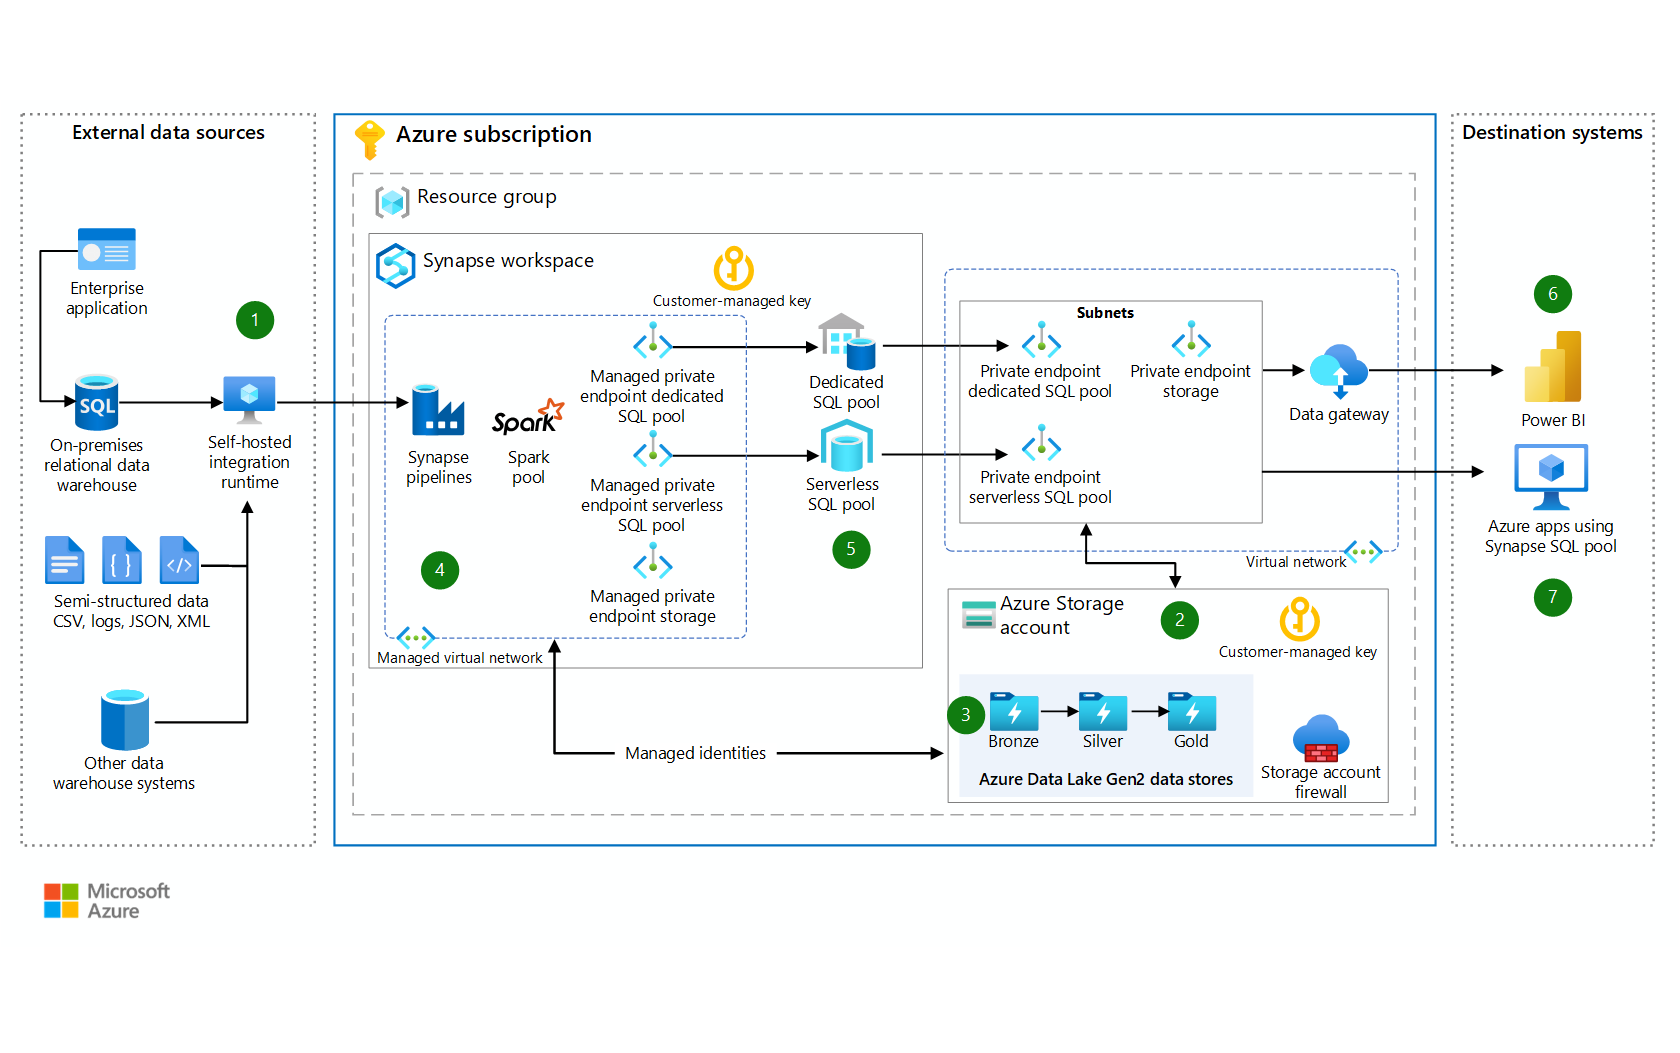 External data sources
Enterprise
application
1
SQL
On-premises
relational data
warehouse
Self-hosted
integration
runtime
{ }
</>
Semi-structured data
CSV, logs, JSON, XML
Other data
warehouse systems
Azure subscription
Resource group
Synapse workspace
Customer-managed key
Synapse
pipelines
Spark
Spark
pool
Managed private
endpoint dedicated
SQL pool
Managed private
endpoint serverless
SQL pool
Managed private
endpoint storage
4
Managed virtual network
Dedicated
SQL pool
Serverless
SQL pool
5
Subnets
Private endpoint
dedicated SQL pool
Private endpoint
storage
Private endpoint
serverless SQL pool
Data gateway
Virtual network
Managed identities
Azure Storage
account
2
Customer-managed key
3
Bronze
Silver
Gold
Azure Data Lake Gen2 data stores
Storage account
firewall
Destination systems
6
Power BI
Azure apps using
Synapse SQL pool
7
Microsoft
Azure